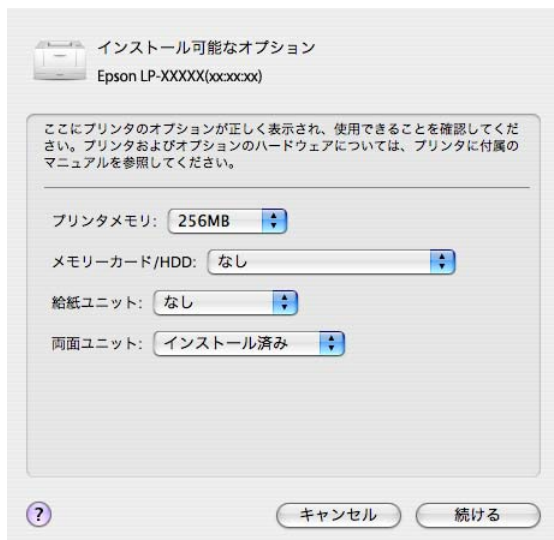 インストール可能なオプション
Epson LP-XXXXX(xx:xx:xx)
ここにプリンタのオプションが正しく表示され、使用できることを確認してくだ
さい。プリンタおよびオプションのハードウェアについては、プリンタに付属の
マニュアルを参照してください。
プリンタメモリ: 256MB
メモリーカード/HDD: なし
給紙ユニット: なし
両面ユニット: インストール済み
? キャンセル 続ける